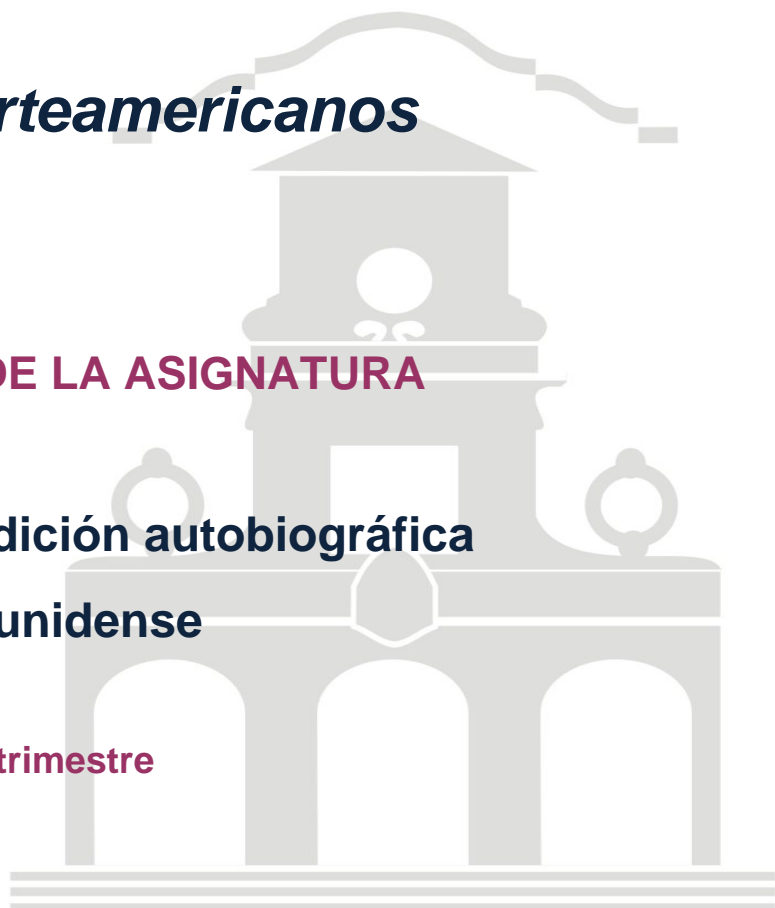 rteamericanos
DE LA ASIGNATURA
dición autobiográfica
unidense
trimestre